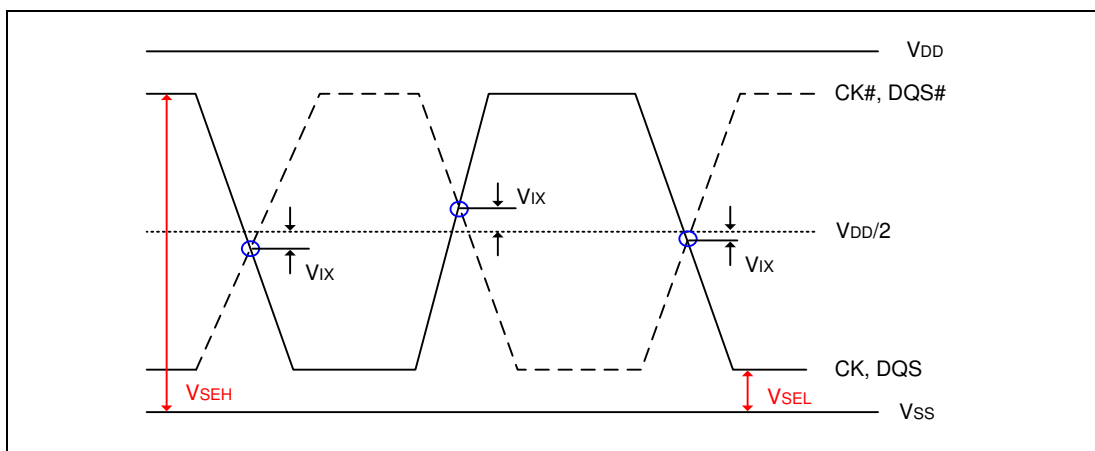 VDD
CK#, DQS#
VIX
VDD/2
VIX
VIX
CK, DQS
VSEH
VSEL
VSS